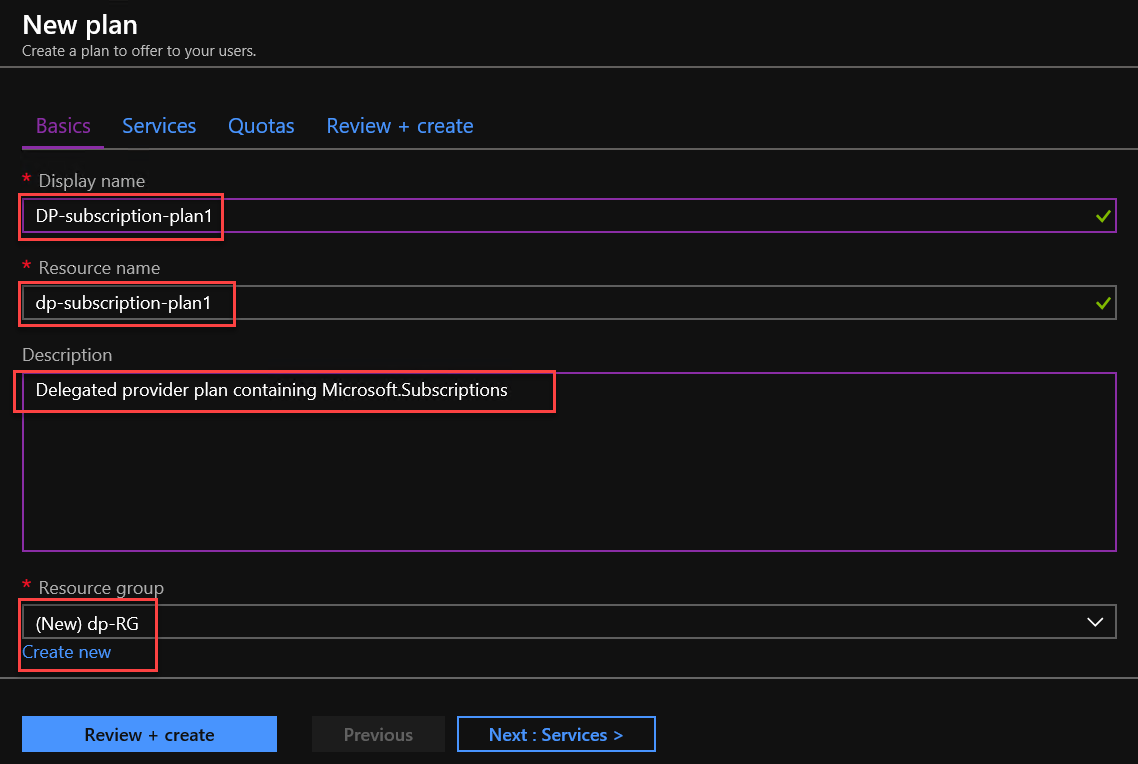 New plan
Create a plan to offer to your users.
Basics Services Quotas Review + create
* Display name
DP-subscription-plan1
* Resource name
dp-subscription-plan1
Description
Delegated provider plan containing Microsoft.Subscriptions
* Resource group
(New) dp-RG
Create new
Review + create Previous Next : Services >